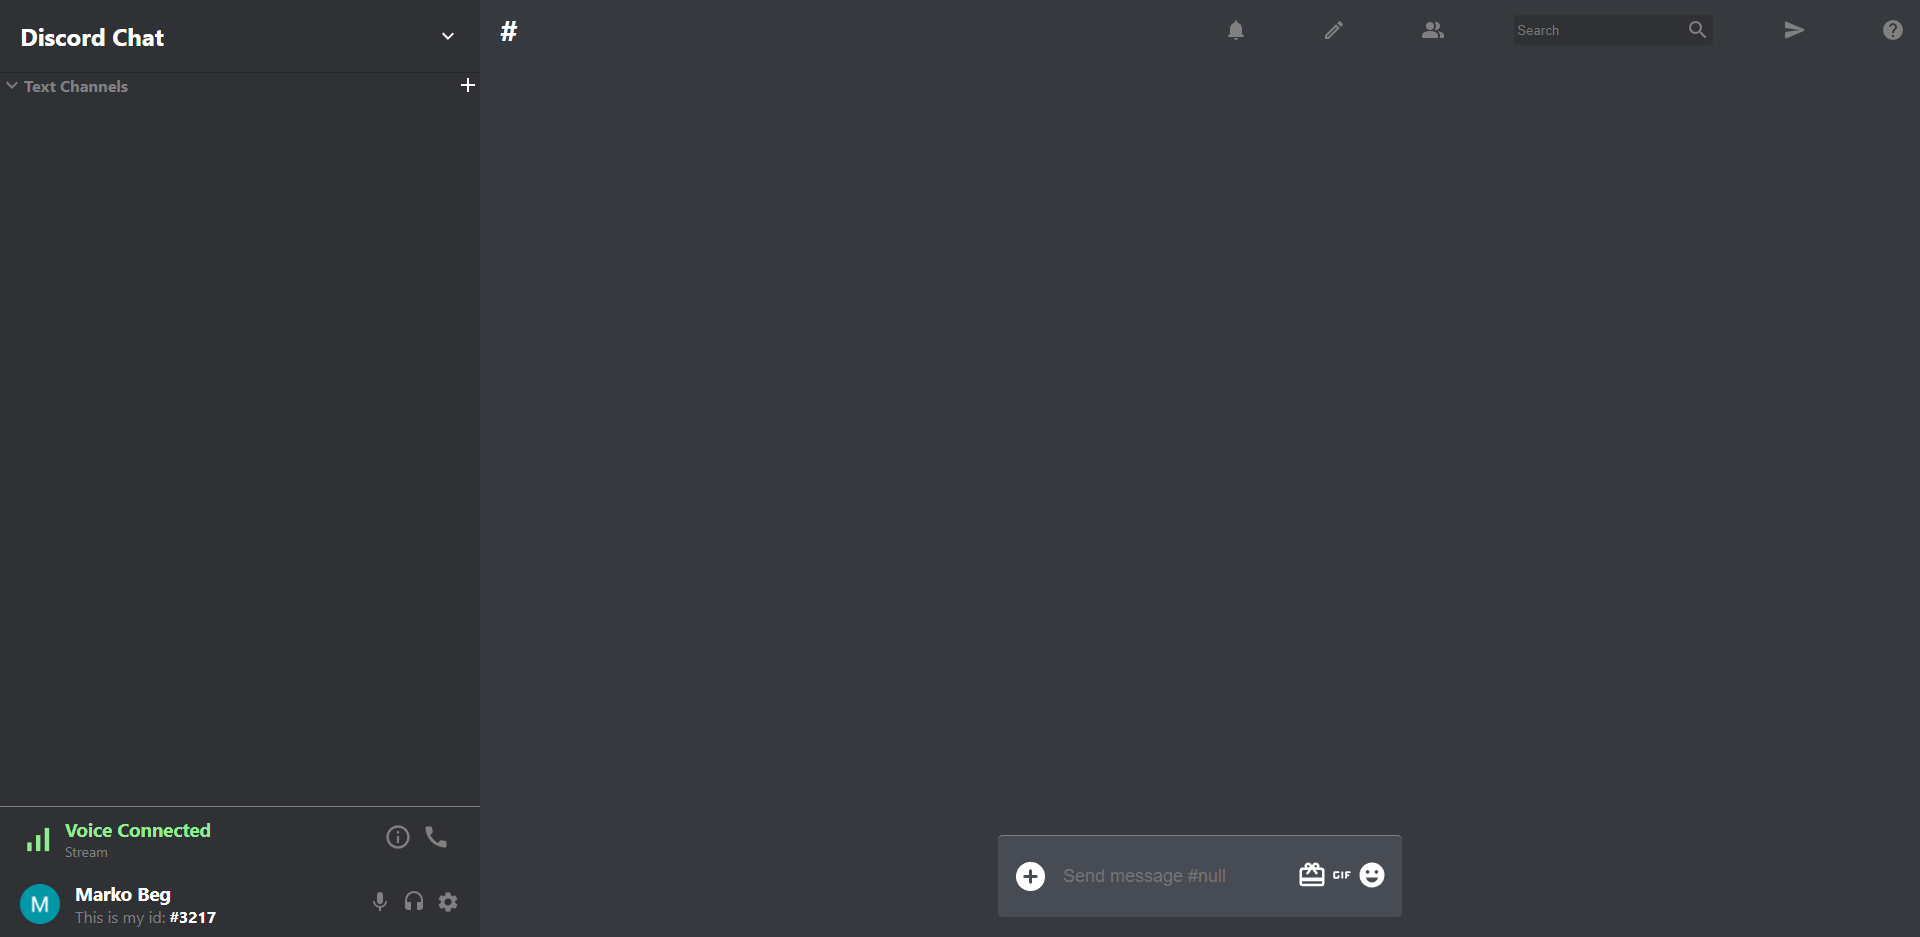 Discord Chat
#
Search
Text Channels
Voice Connected
Stream
Send message #null
GIF
M
Marko Beg
This is my id: #3217